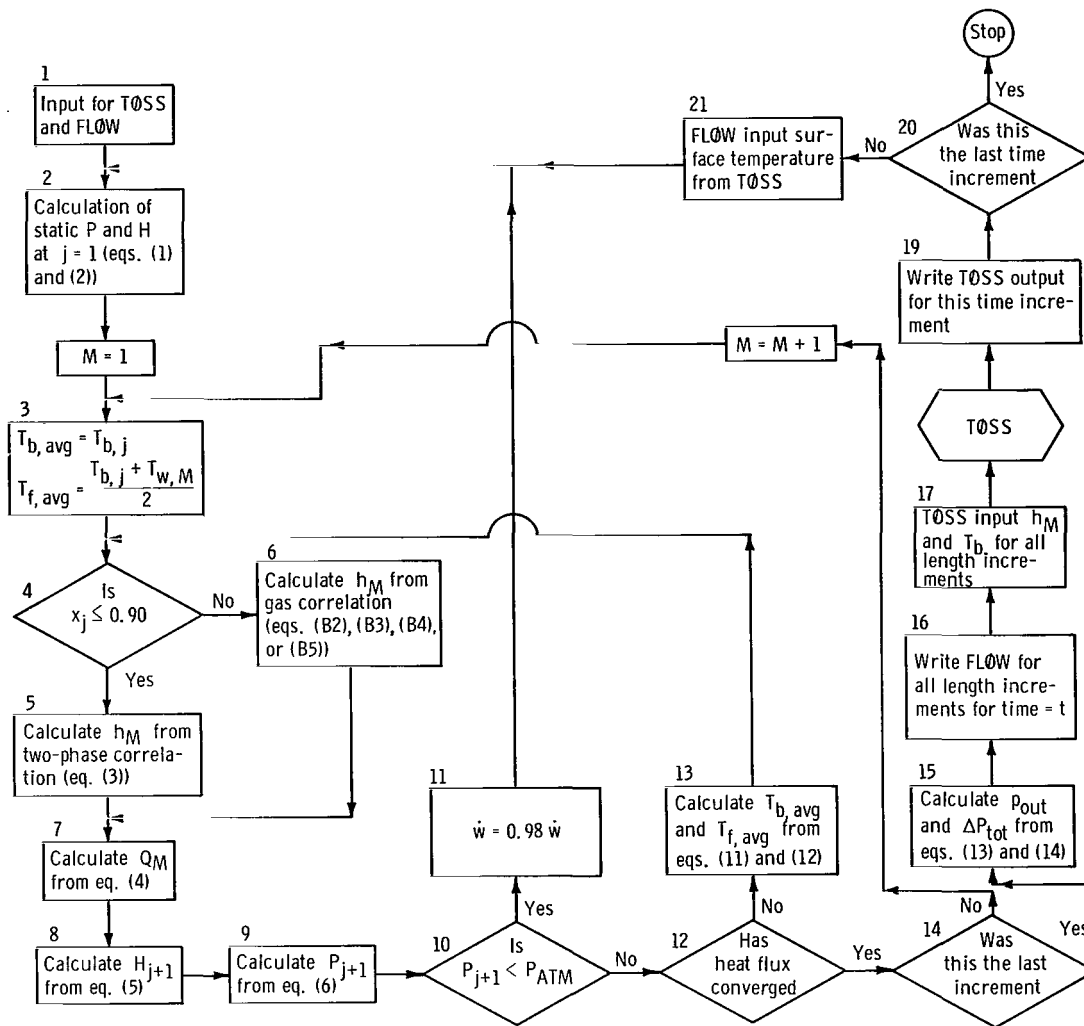 1
Input for TØSS
and FLØW
2
Calculation of
static P and H
at j = 1 (eqs. (1)
and (2))
M = 1
3
T_b, avg = T_b, j
T_f, avg = (T_b, j + T_w, M) / 2
4
Is
x_j ≤ 0.90
No
Yes
5
Calculate h_M from
two-phase correla-
tion (eq. (3))
6
Calculate h_M from
gas correlation
(eqs. (B2), (B3), (B4),
or (B5))
7
Calculate Q_M
from eq. (4)
8
Calculate H_j+1
from eq. (5)
9
Calculate P_j+1
from eq. (6)
10
Is
P_j+1 < P_ATM
Yes
No
11
ẇ = 0.98 ẇ
12
Has
heat flux
converged
No
Yes
13
Calculate T_b, avg
and T_f, avg from
eqs. (11) and (12)
14
Was
this the last
increment
No
Yes
M = M + 1
15
Calculate p_out
and ΔP_tot from
eqs. (13) and (14)
16
Write FLØW for
all length incre-
ments for time = t
17
TØSS input h_M
and T_b for all
length incre-
ments
TØSS
19
Write TØSS output
for this time incre-
ment
20
Was this
the last time
increment
No
Yes
21
FLØW input sur-
face temperature
from TØSS
Stop